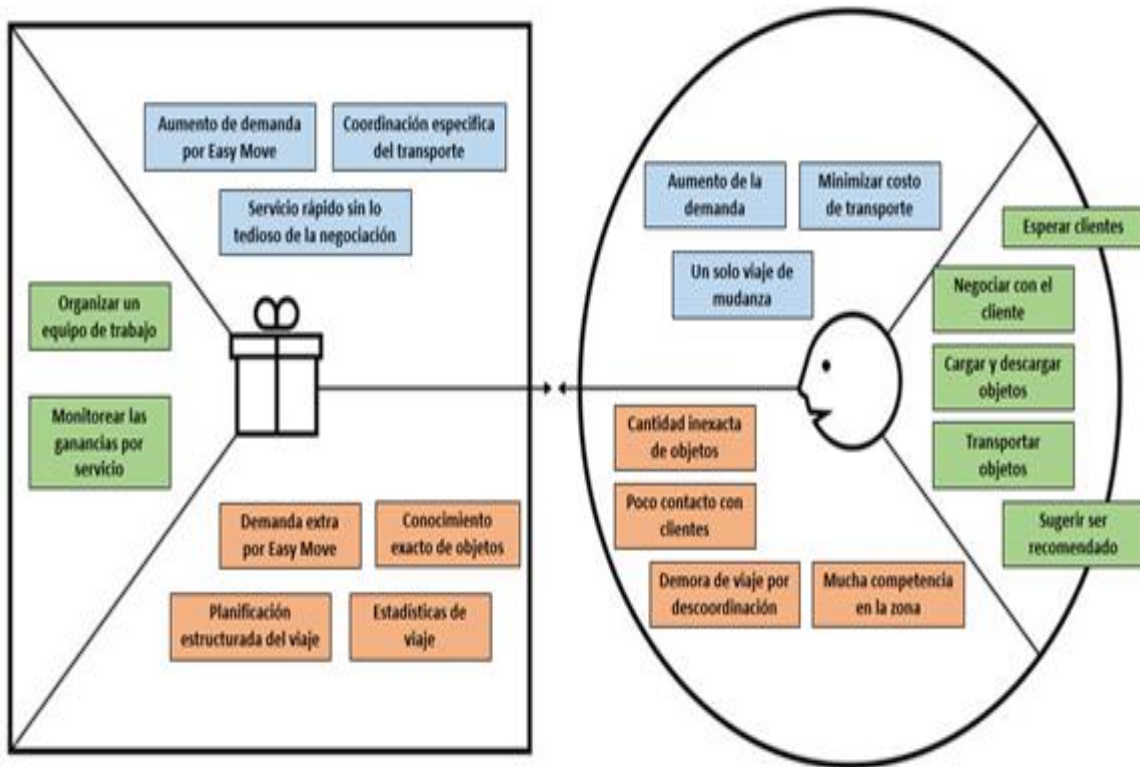 Aumento de demanda
por Easy Move
Coordinación especifica
del transporte
Servicio rápido sin lo
tedioso de la negociación
Organizar un
equipo de trabajo
Monitorear las
ganancias por
servicio
Demanda extra
por Easy Move
Conocimiento
exacto de objetos
Planificación
estructurada del viaje
Estadísticas de
viaje
Aumento de la
demanda
Minimizar costo
de transporte
Un solo viaje de
mudanza
Esperar clientes
Negociar con el
cliente
Cargar y descargar
objetos
Transportar
objetos
Sugerir ser
recomendado
Cantidad inexacta
de objetos
Poco contacto con
clientes
Demora de viaje por
descoordinación
Mucha competencia
en la zona